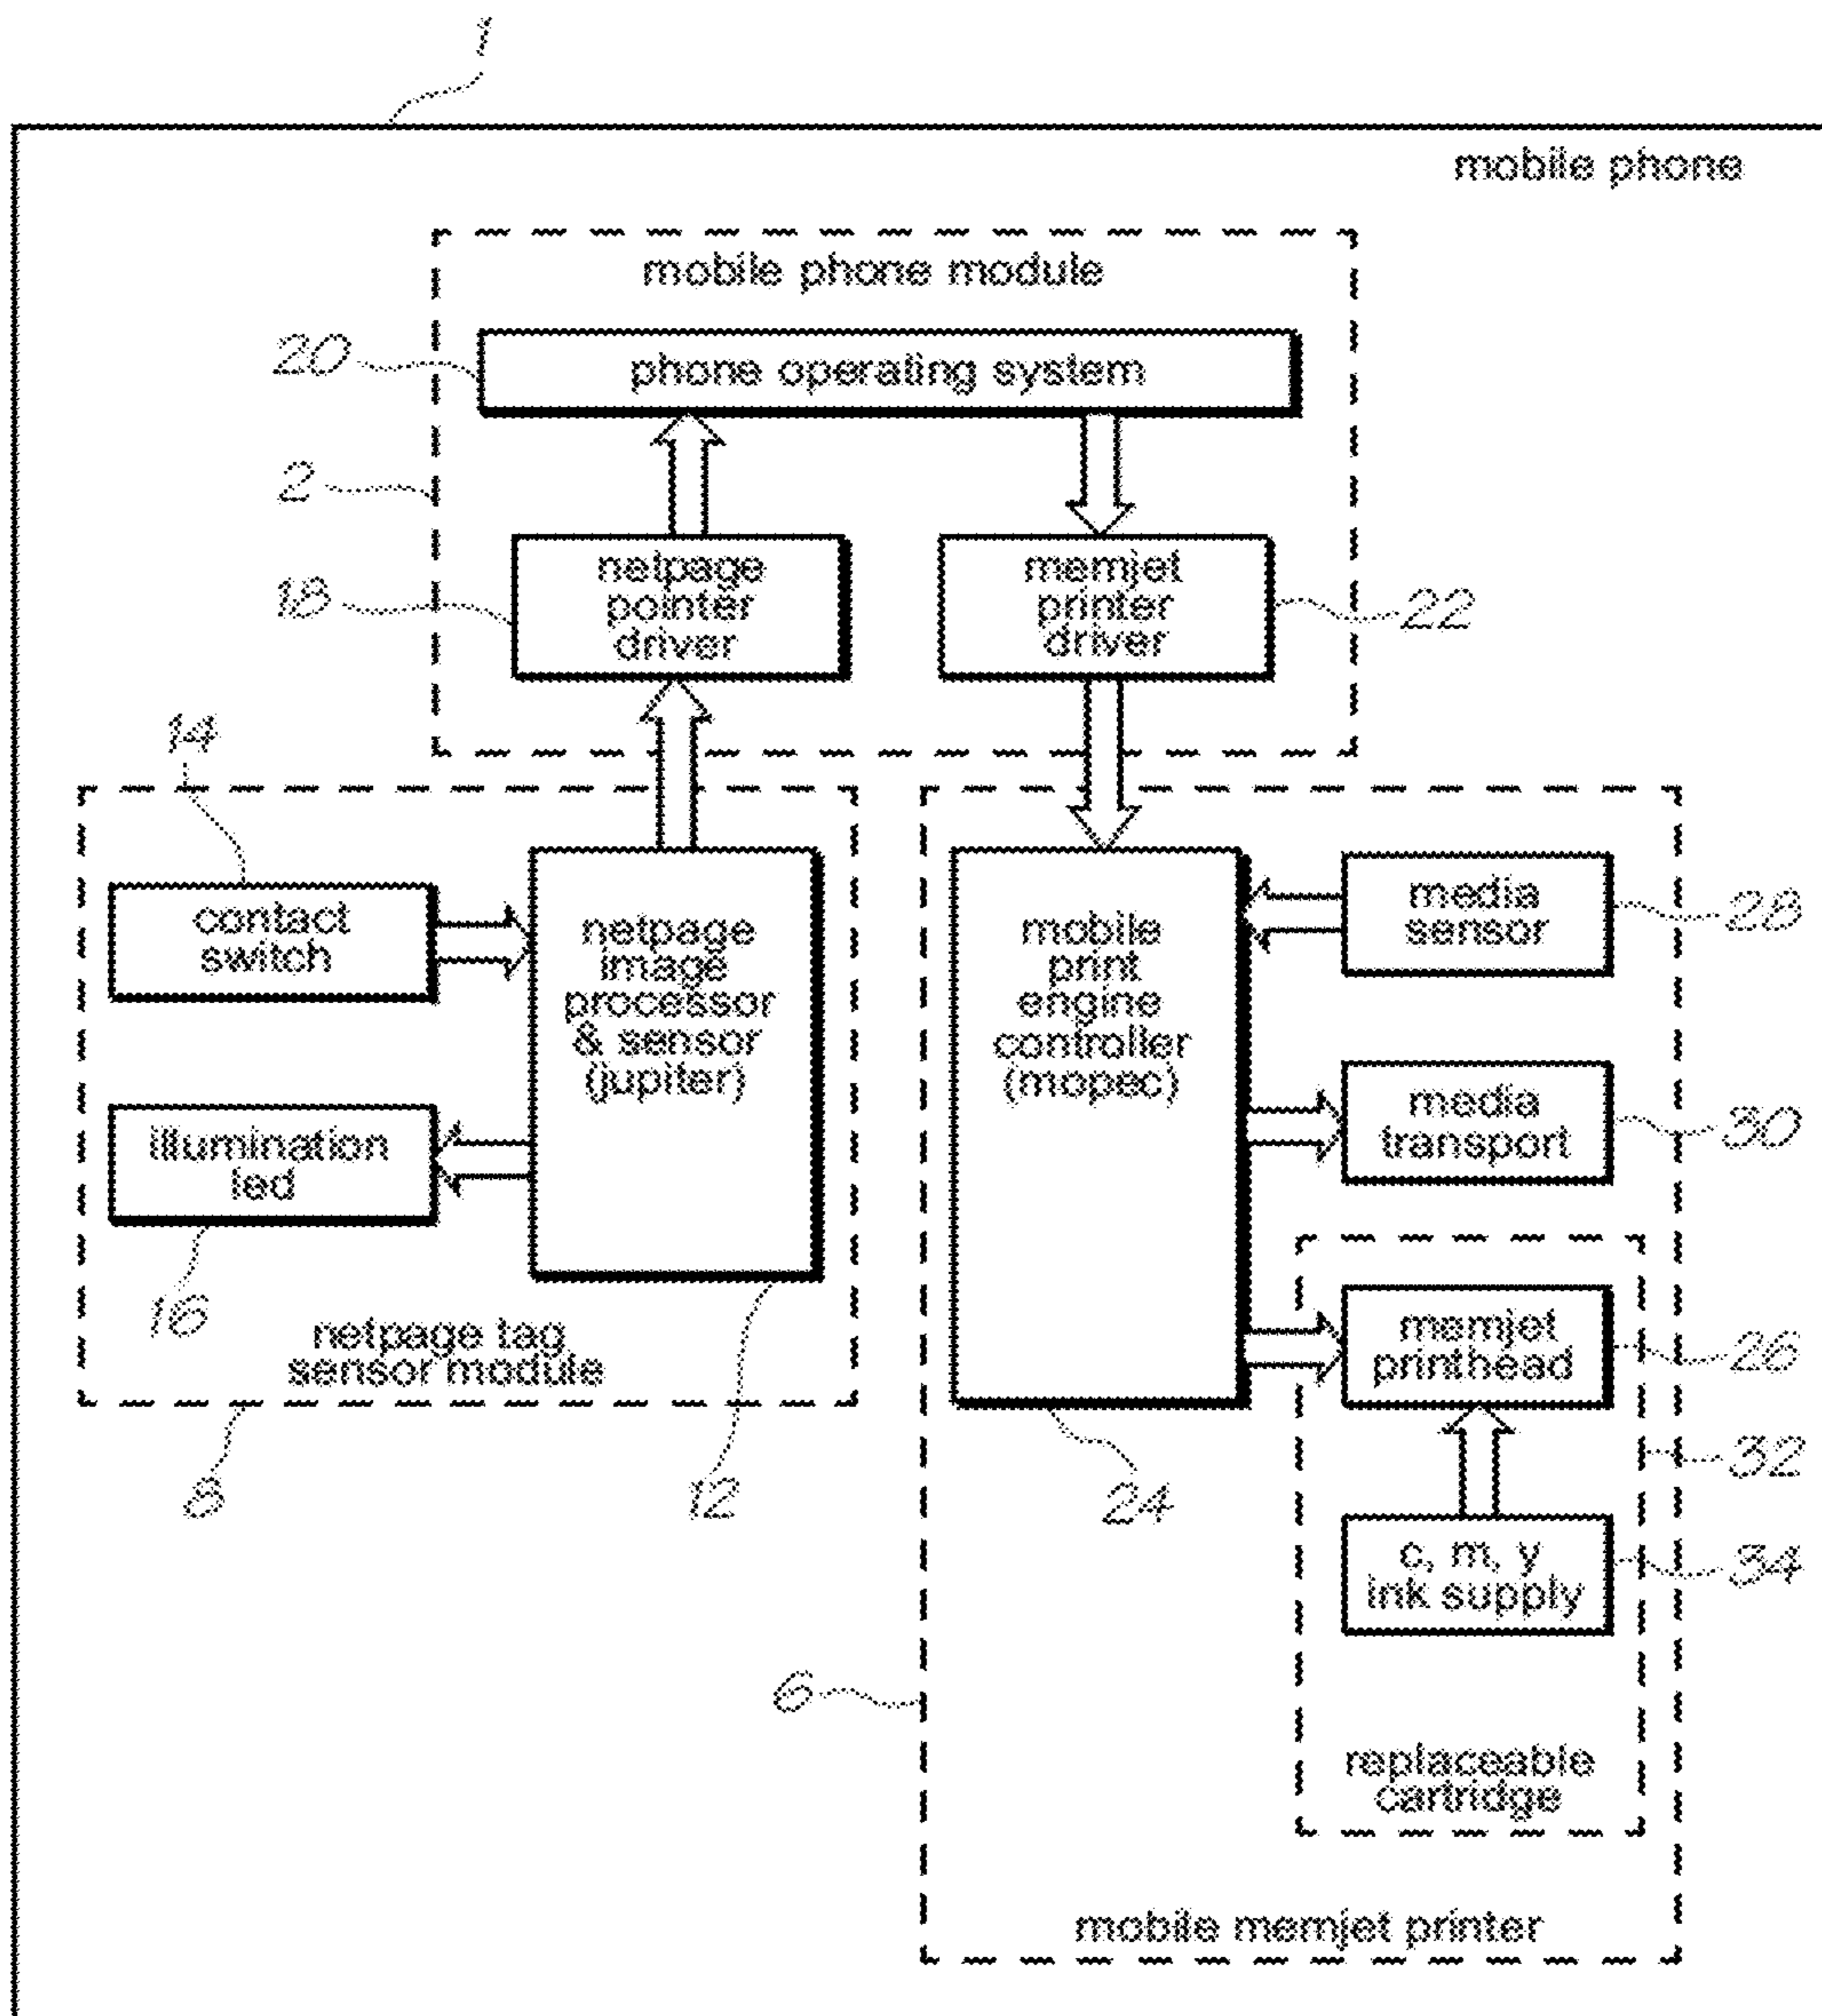 1
mobile phone
mobile phone module
20
phone operating system
2
18
netpage
pointer
driver
memjet
printer
driver
22
14
contact
switch
netpage
image
processor
& sensor
(jupiter)
illumination
led
16
netpage tag
sensor module
8
12
mobile
print
engine
controller
(mopec)
24
media
sensor
28
media
transport
30
memjet
printhead
26
32
c, m, y
ink supply
34
6
replaceable
cartridge
mobile memjet printer